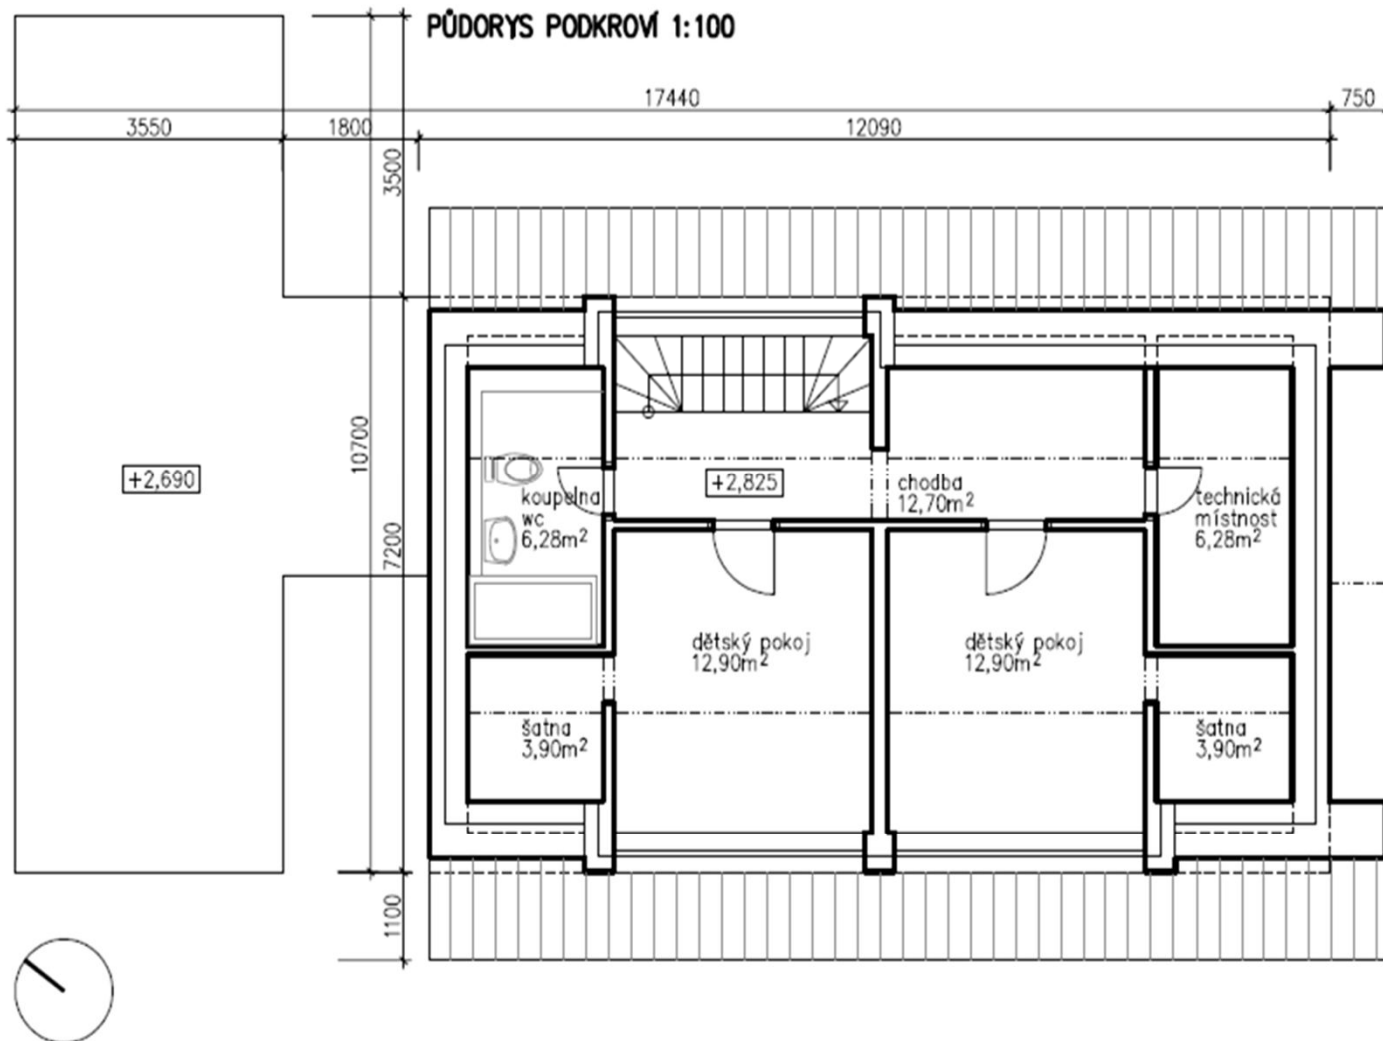 PŮDORYS PODKROVÍ 1:100
17440
750
3550
1800
12090
3500
10700
7200
1100
+2,690
+2,825
chodba
12,70m²
koupelna
wc
6,28m²
technická
místnost
6,28m²
dětský pokoj
12,90m²
dětský pokoj
12,90m²
šatna
3,90m²
šatna
3,90m²